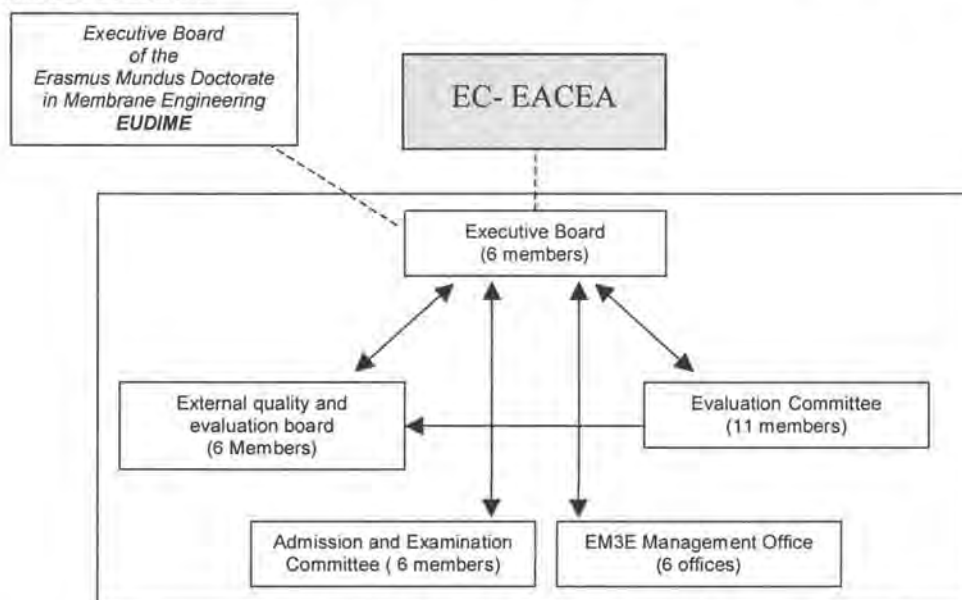 Executive Board
of the
Erasmus Mundus Doctorate
in Membrane Engineering
EUDIME
EC- EACEA
Executive Board
(6 members)
External quality and
evaluation board
(6 Members)
Evaluation Committee
(11 members)
Admission and Examination
Committee ( 6 members)
EM3E Management Office
(6 offices)